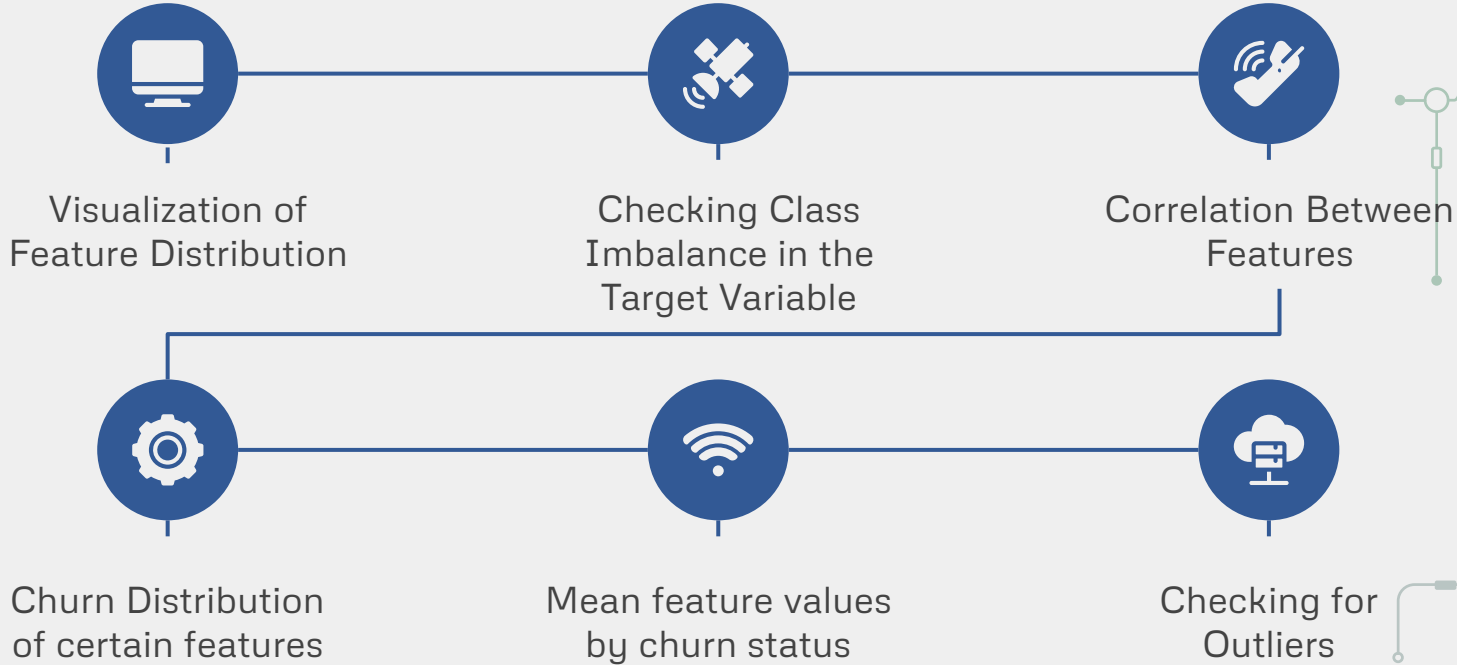 Visualization of
Feature Distribution
Checking Class
Imbalance in the
Target Variable
Correlation Between
Features
Churn Distribution
of certain features
Mean feature values
by churn status
Checking for
Outliers